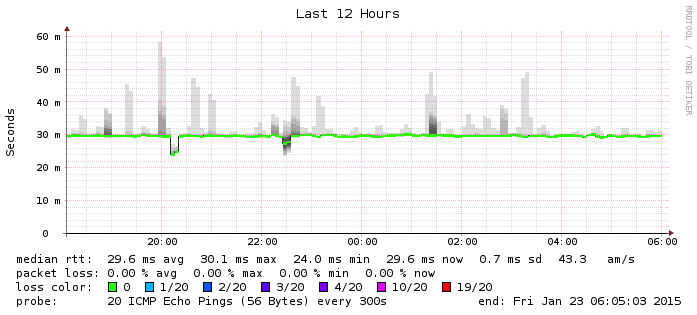 Last 12 Hours
RRDTOOL / TOBI OETIKER
Seconds
60 m
50 m
40 m
30 m
20 m
10 m
0
20:00 22:00 00:00 02:00 04:00 06:00
median rtt: 29.6 ms avg 30.1 ms max 24.0 ms min 29.6 ms now 0.7 ms sd 43.3 am/s
packet loss: 0.00 % avg 0.00 % max 0.00 % min 0.00 % now
loss color: 0 1/20 2/20 3/20 4/20 10/20 19/20
probe: 20 ICMP Echo Pings (56 Bytes) every 300s end: Fri Jan 23 06:05:03 2015